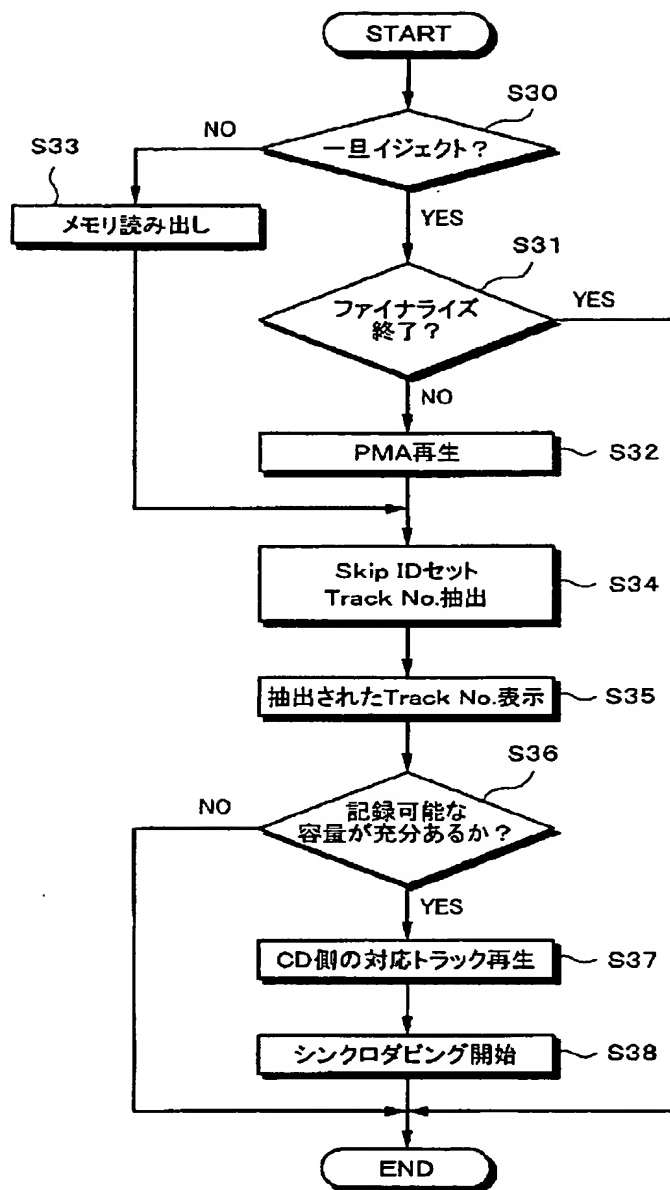 START
S30
NO
一旦イジェクト?
S33
メモリ読み出し
YES
S31
ファイナライズ
終了?
YES
NO
PMA再生
S32
Skip IDセット
Track No.抽出
S34
抽出されたTrack No.表示
S35
S36
NO
記録可能な
容量が充分あるか?
YES
CD側の対応トラック再生
S37
シンクロダビング開始
S38
END